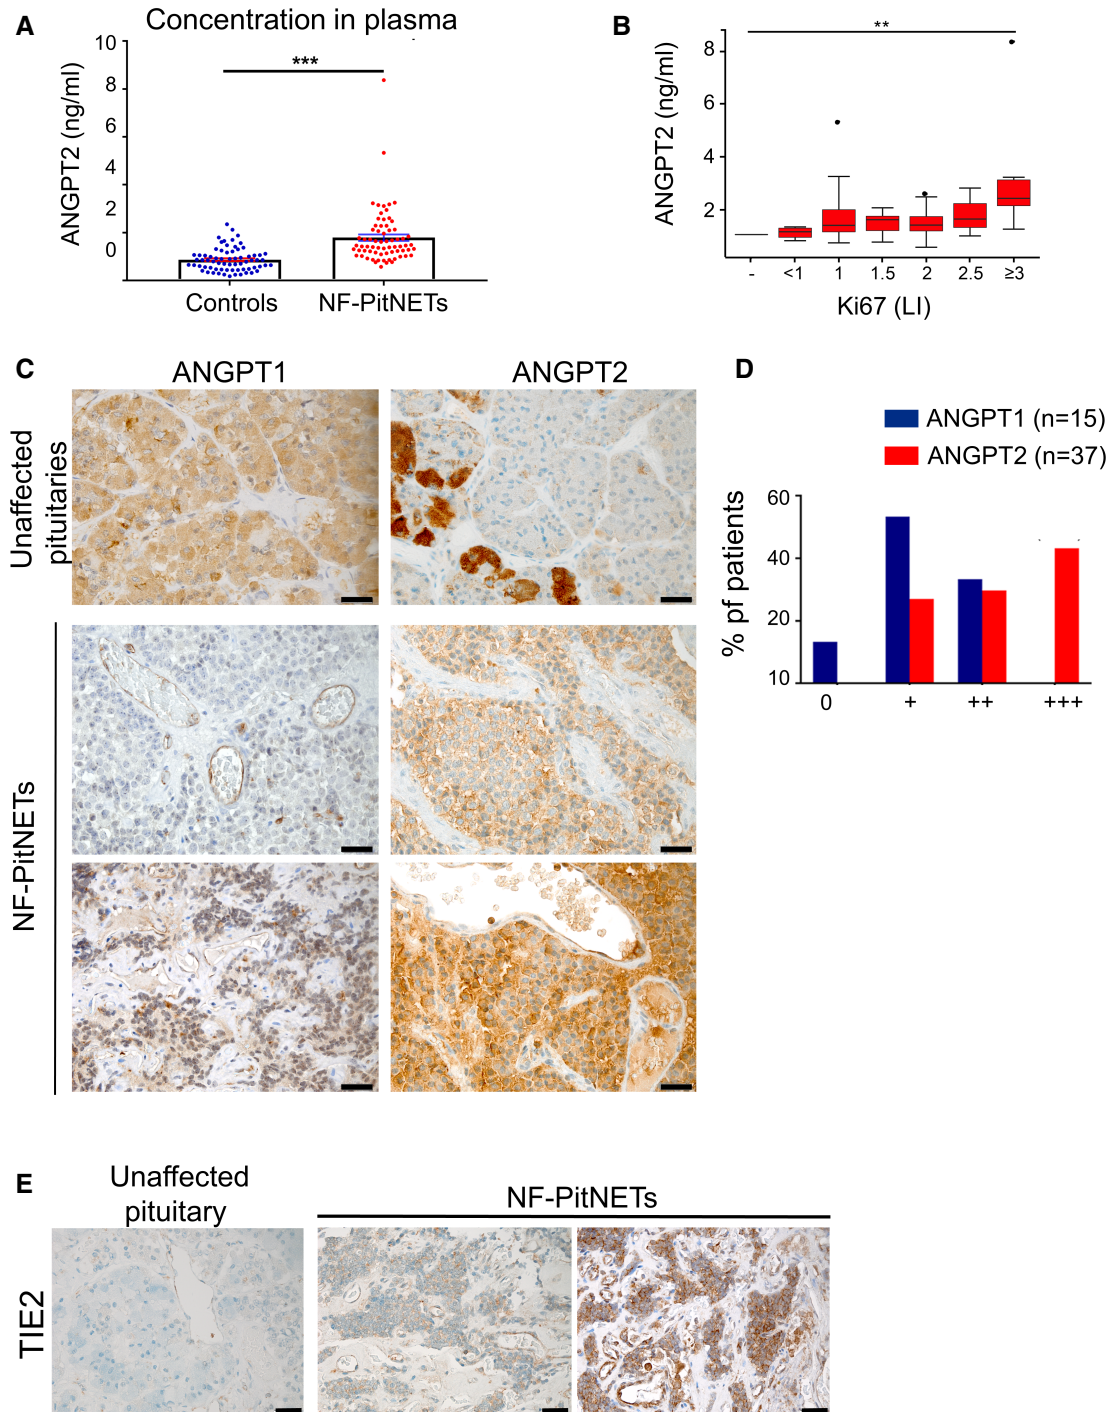 A
Concentration in plasma
ANGPT2 (ng/ml)
10
8
6
4
2
0
***
Controls
NF-PitNETs
B
ANGPT2 (ng/ml)
8
6
4
2
**
-
<1
1
1.5
2
2.5
≥3
Ki67 (LI)
C
ANGPT1
ANGPT2
Unaffected
pituitaries
NF-PitNETs
D
ANGPT1 (n=15)
ANGPT2 (n=37)
% pf patients
60
40
20
10
0
+
++
+++
E
Unaffected
pituitary
NF-PitNETs
TIE2